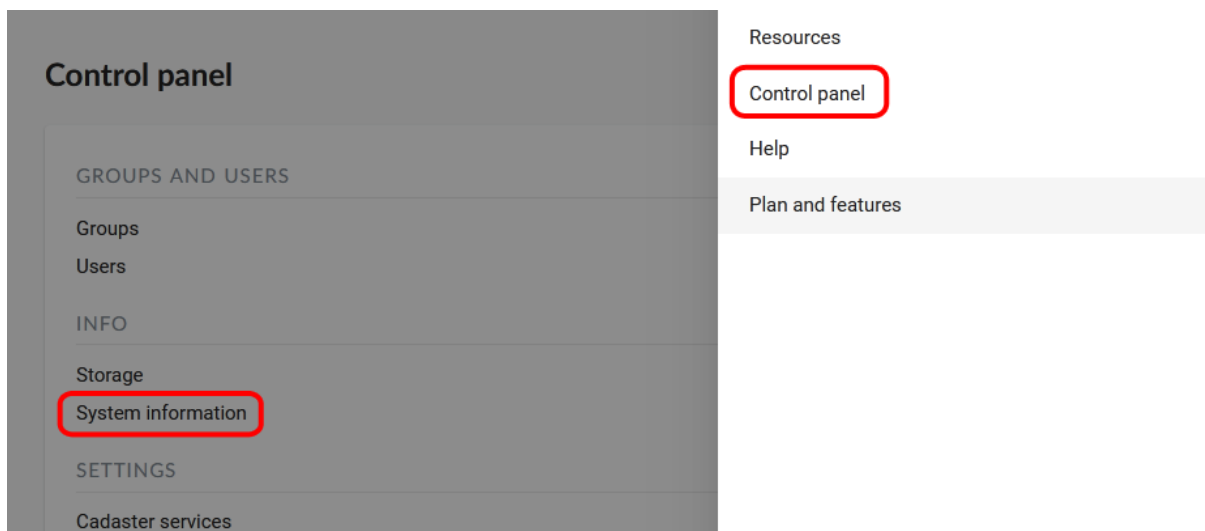 Control panel
GROUPS AND USERS
Groups
Users
INFO
Storage
System information
SETTINGS
Cadaster services
Resources
Control panel
Help
Plan and features